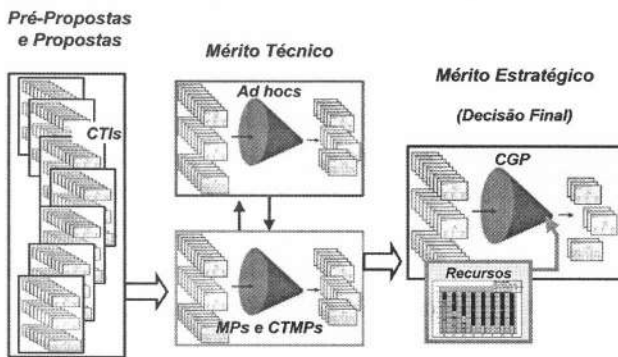 Pré-Propostas
e Propostas
CTIs
Mérito Técnico
Ad hocs
MPs e CTMPs
Mérito Estratégico
(Decisão Final)
CGP
Recursos